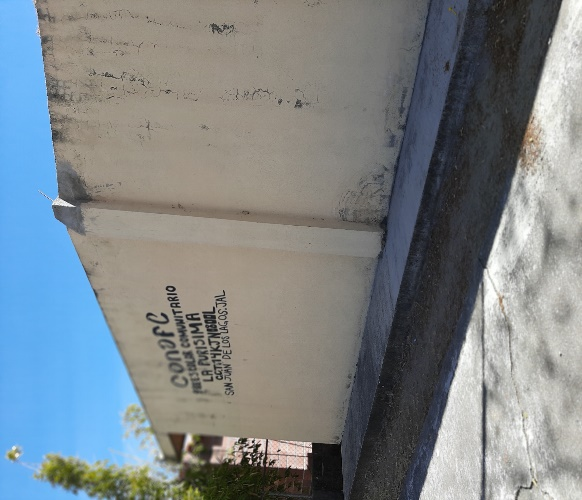 CONAFE
PREESCOLAR COMUNITARIO
LA PURISIMA
SAN JUAN DE LOS LAGOS, JAL